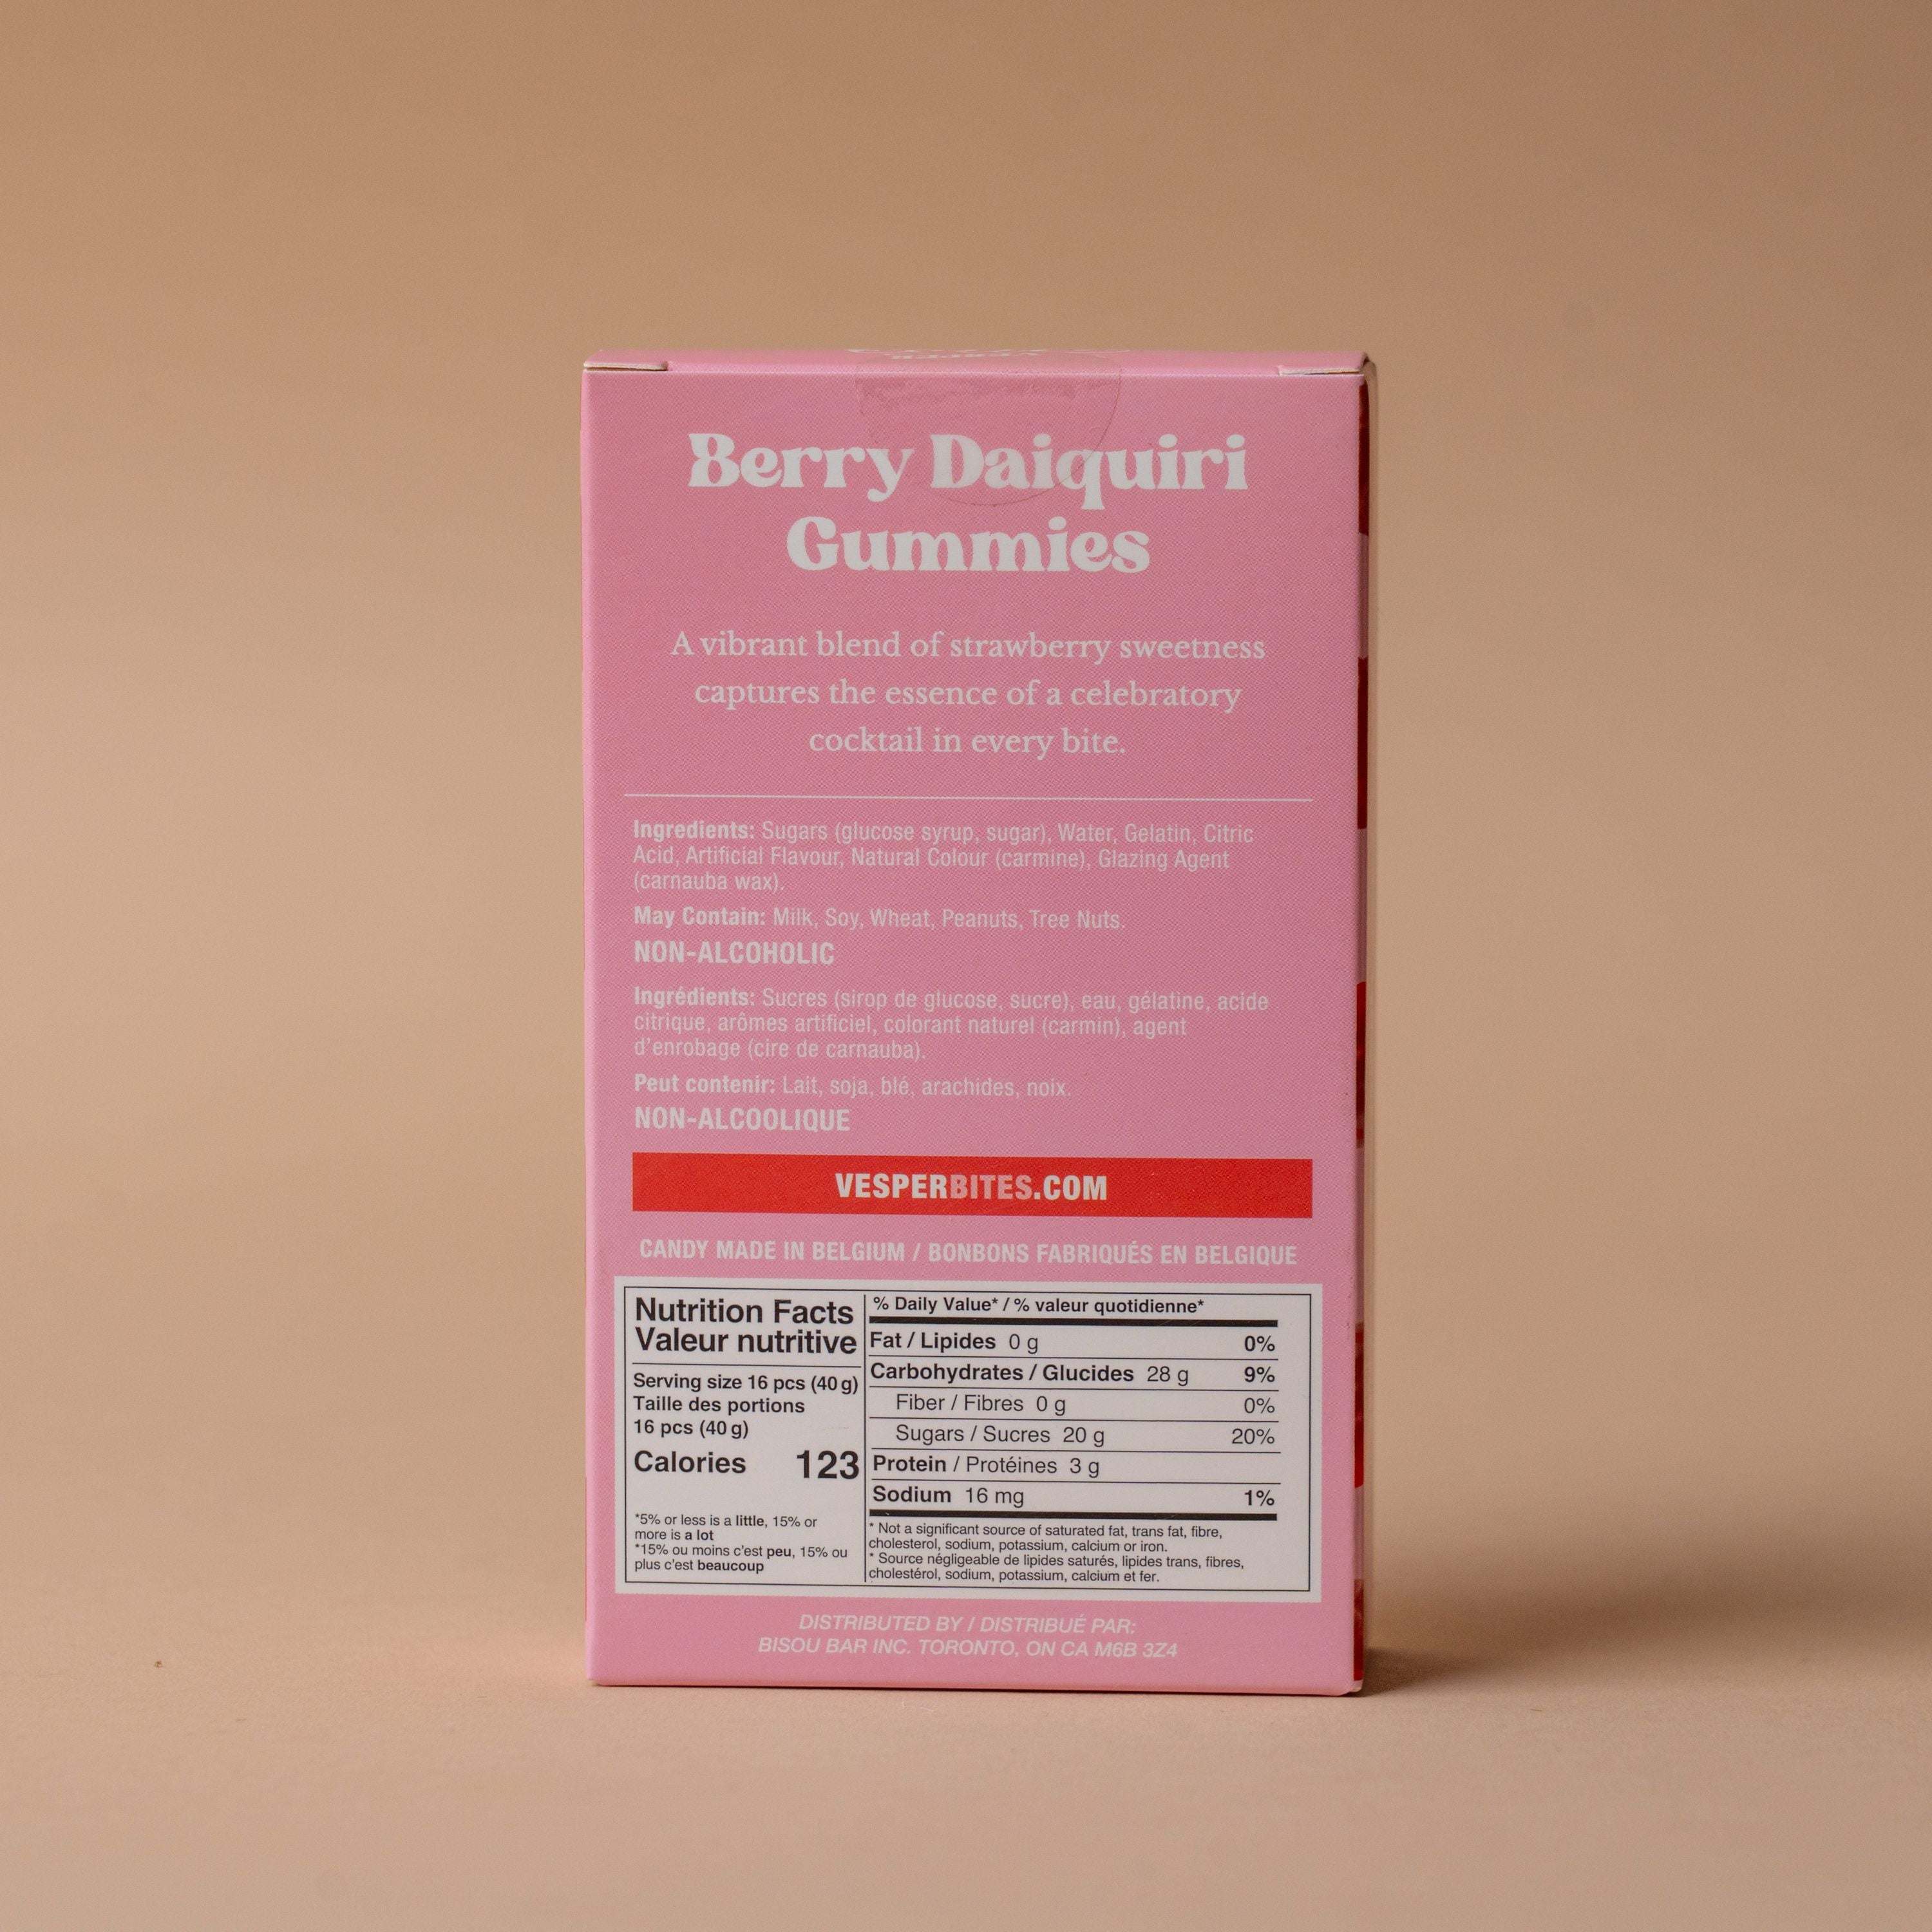 Berry Daiquiri
Gummies
A vibrant blend of strawberry sweetness
captures the essence of a celebratory
cocktail in every bite.
Ingredients: Sugars (glucose syrup, sugar), Water, Gelatin, Citric
Acid, Artificial Flavour, Natural Colour (carmine), Glazing Agent
(carnauba wax).
May Contain: Milk, Soy, Wheat, Peanuts, Tree Nuts.
NON-ALCOHOLIC
Ingrédients: Sucres (sirop de glucose, sucre), eau, gélatine, acide
citrique, arômes artificiel, colorant naturel (carmin), agent
d'enrobage (cire de carnauba).
Peut contenir: Lait, soja, blé, arachides, noix.
NON-ALCOOLIQUE
VESPERBITES.COM
CANDY MADE IN BELGIUM / BONBONS FABRIQUÉS EN BELGIQUE
Nutrition Facts
Valeur nutritive
Serving size 16 pcs (40 g)
Taille des portions
16 pcs (40 g)
Calories 123
*5% or less is a little, 15% or
more is a lot
*15% ou moins c'est peu, 15% ou
plus c'est beaucoup
% Daily Value* / % valeur quotidienne*
Fat / Lipides 0 g 0%
Carbohydrates / Glucides 28 g 9%
Fiber / Fibres 0 g 0%
Sugars / Sucres 20 g 20%
Protein / Protéines 3 g
Sodium 16 mg 1%
* Not a significant source of saturated fat, trans fat, fibre,
cholesterol, sodium, potassium, calcium or iron.
* Source négligeable de lipides saturés, lipides trans, fibres,
cholestérol, sodium, potassium, calcium et fer.
DISTRIBUTED BY / DISTRIBUÉ PAR:
BISOU BAR INC. TORONTO, ON CA M6B 3Z4